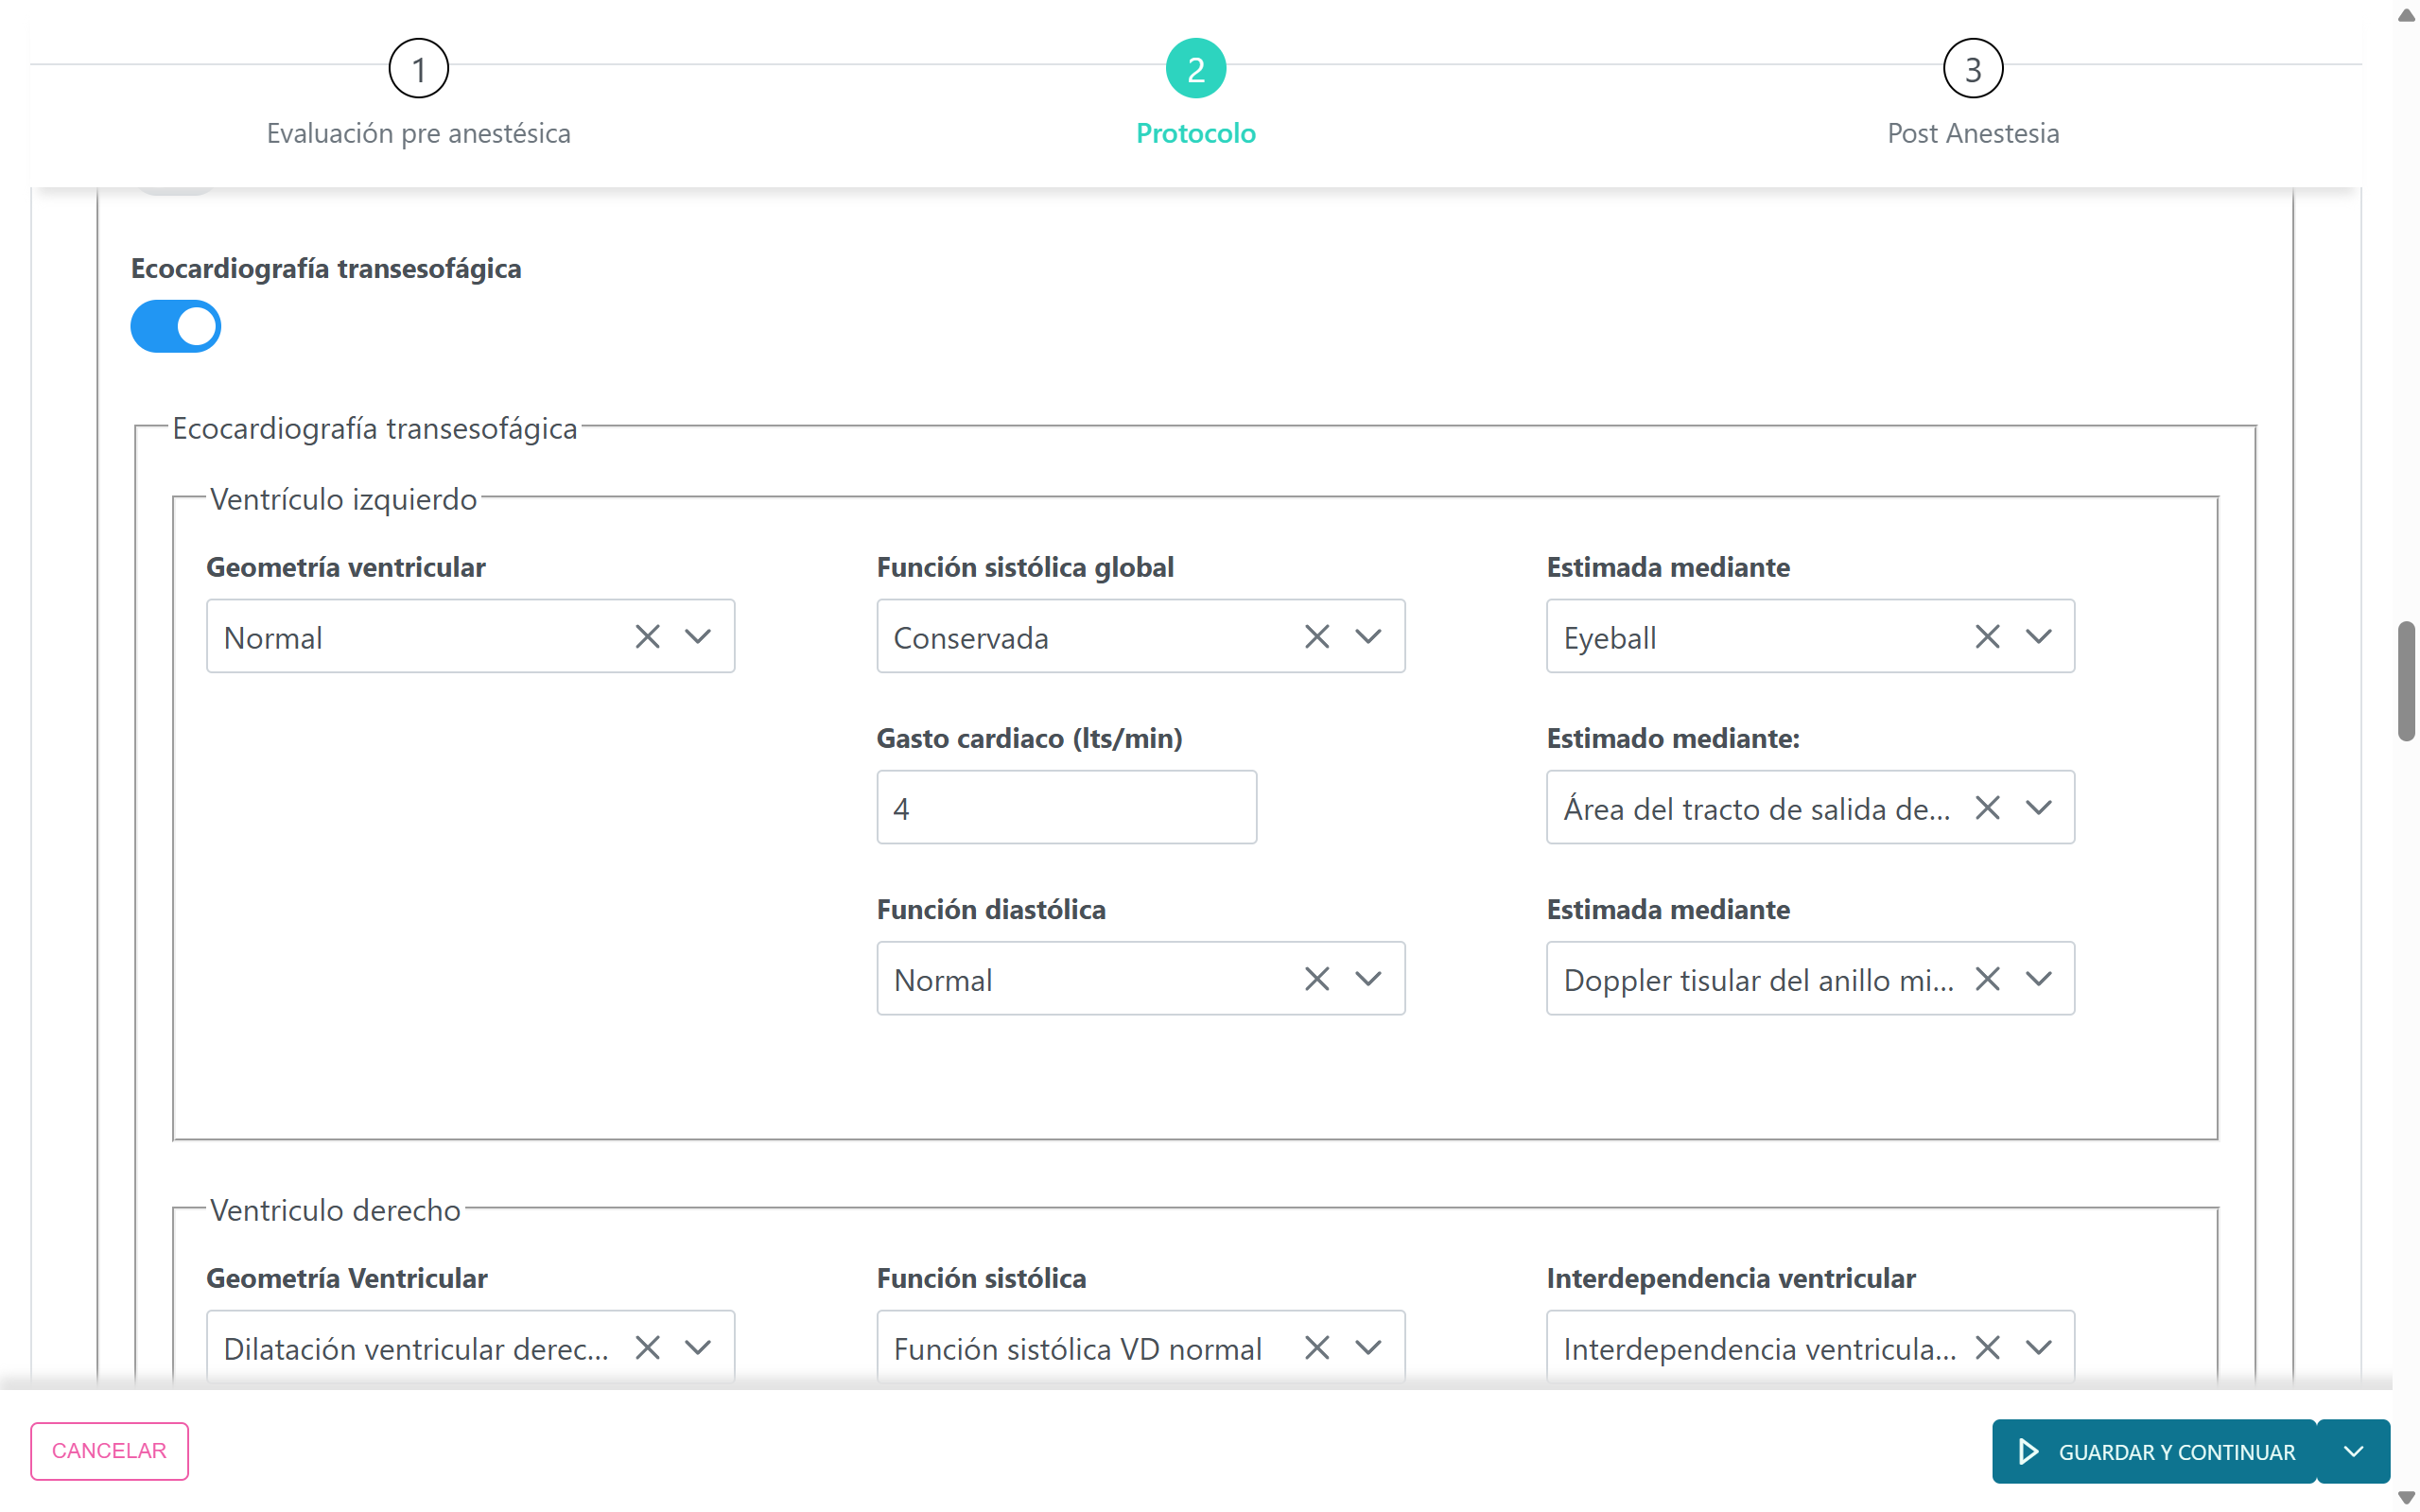 1
2
3
Evaluación pre anestésica
Protocolo
Post Anestesia
Ecocardiografía transesofágica
Ecocardiografía transesofágica
Ventrículo izquierdo
Geometría ventricular
Función sistólica global
Estimada mediante
Normal
Conservada
Eyeball
Gasto cardiaco (lts/min)
Estimado mediante:
4
Área del tracto de salida de...
Función diastólica
Estimada mediante
Normal
Doppler tisular del anillo mi...
Ventriculo derecho
Geometría Ventricular
Función sistólica
Interdependencia ventricular
Dilatación ventricular derec...
Función sistólica VD normal
Interdependencia ventricula...
CANCELAR
GUARDAR Y CONTINUAR